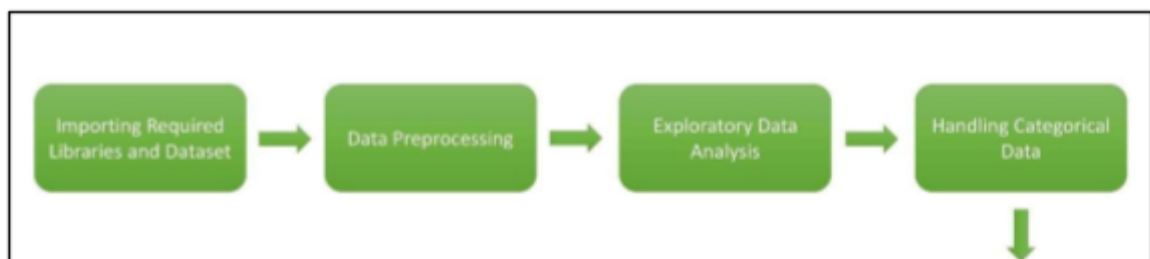 Importing Required
Libraries and Dataset
Data Preprocessing
Exploratory Data
Analysis
Handling Categorical
Data